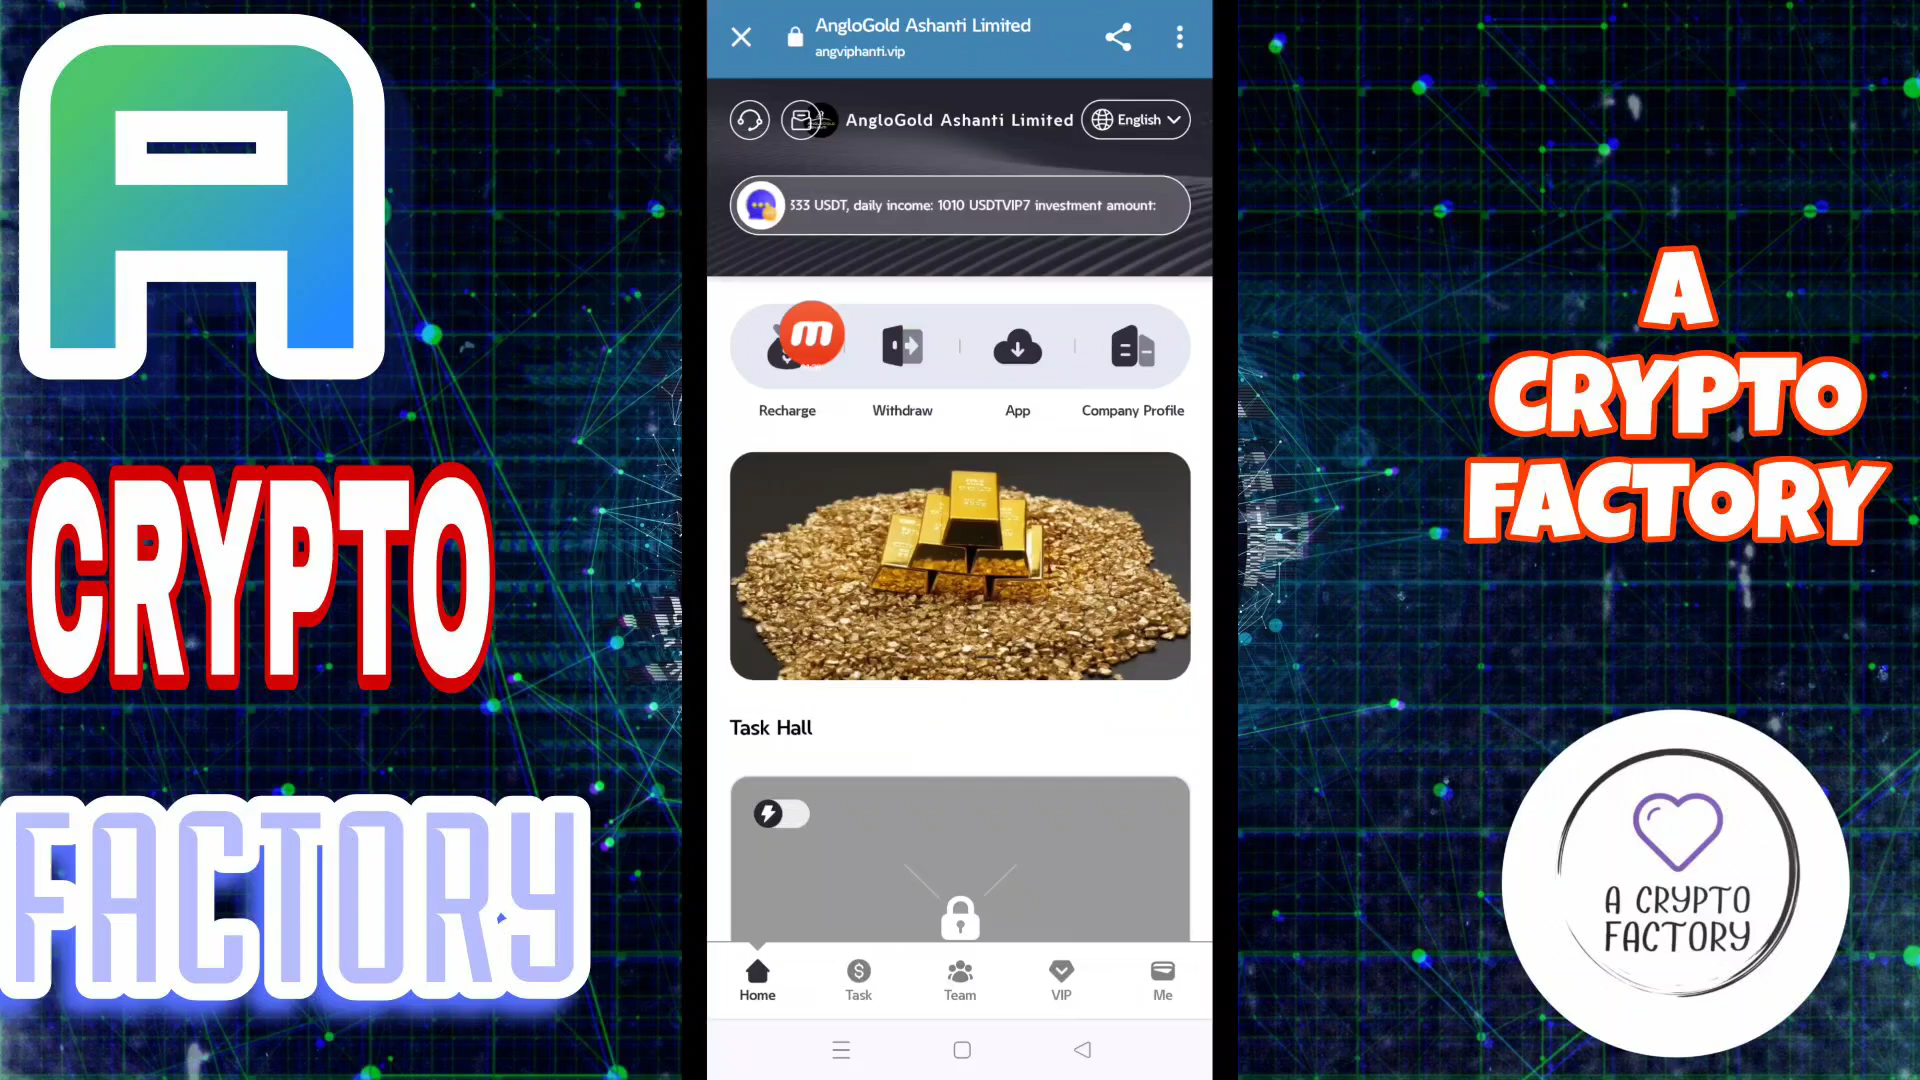 A
CRYPTO
FACTORY
AngloGold Ashanti Limited
angviphanti.vip
AngloGold Ashanti Limited
English
333 USDT, daily income: 1010 USDTVIP7 investment amount:
m
Recharge
Withdraw
App
Company Profile
Task Hall
Home
Task
Team
VIP
Me
A
CRYPTO
FACTORY
A CRYPTO
FACTORY